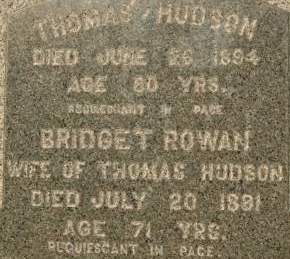 THOMAS HUDSON
DIED JUNE 26 1894
AGE 80 YRS.
REQUIESCANT IN PACE
BRIDGET ROWAN
WIFE OF THOMAS HUDSON
DIED JULY 20 1891
AGE 71 YRS.
REQUIESCANT IN PACE.